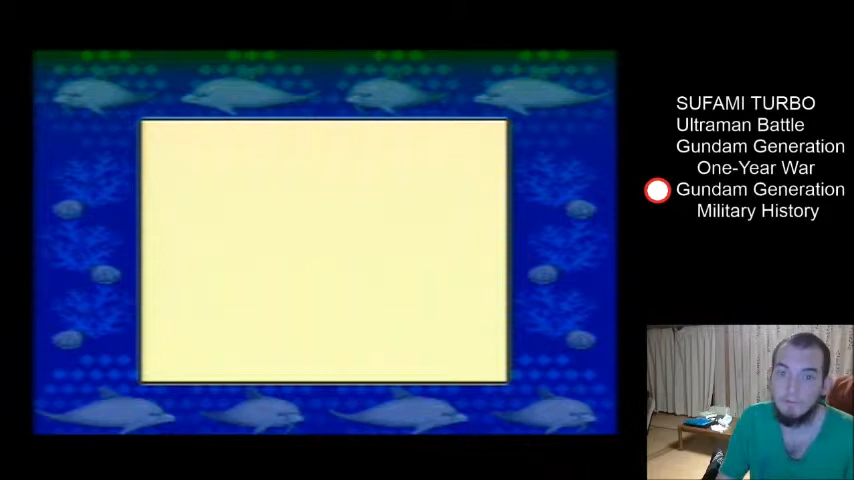 SUFAMI TURBO
Ultraman Battle
Gundam Generation
One-Year War
Gundam Generation
Military History